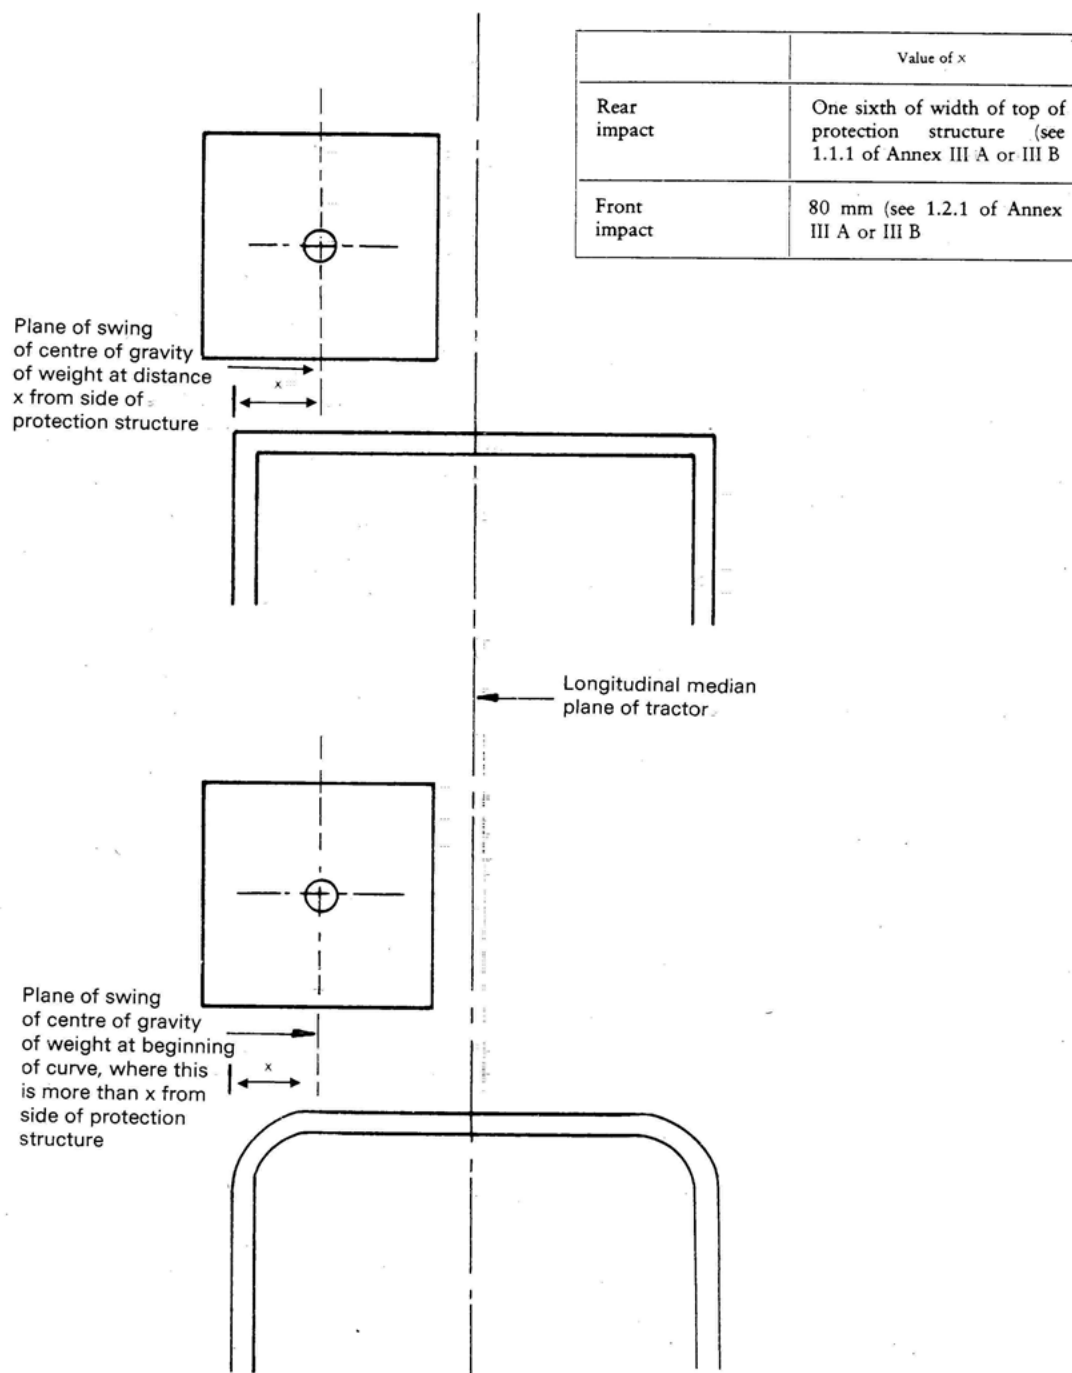 Value of x
Rear
impact
One sixth of width of top of
protection structure (see
1.1.1 of Annex III A or III B
Front
impact
80 mm (see 1.2.1 of Annex
III A or III B
Plane of swing
of centre of gravity
of weight at distance
x from side of
protection structure
x
Longitudinal median
plane of tractor
Plane of swing
of centre of gravity
of weight at beginning
of curve, where this
is more than x from
side of protection
structure
x